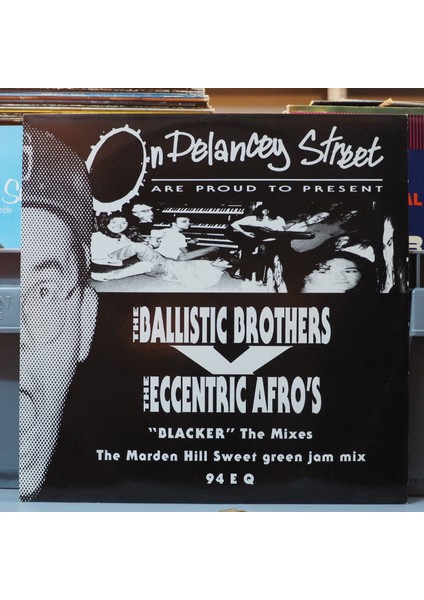 On Delancey Street
ARE PROUD TO PRESENT
THE BALLISTIC BROTHERS
V
THE ECCENTRIC AFRO'S
"BLACKER" The Mixes
The Marden Hill Sweet green jam mix
94 E Q